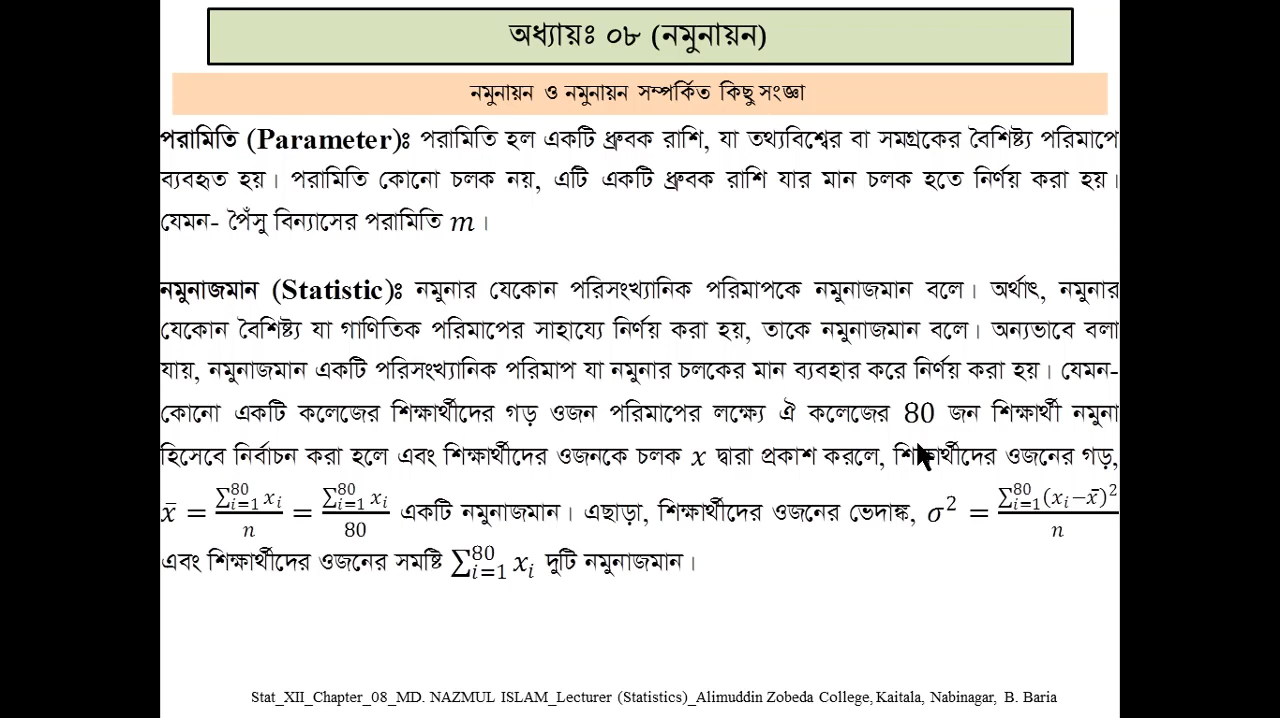 অধ্যায়ঃ ০৮ (নমুনায়ন)
নমুনায়ন ও নমুনায়ন সম্পর্কিত কিছু সংজ্ঞা
পরামিতি (Parameter)ঃ পরামিতি হল একটি ধ্রুবক রাশি, যা তথ্যবিশ্বের বা সমগ্রকের বৈশিষ্ট্য পরিমাপে
ব্যবহৃত হয়। পরামিতি কোনো চলক নয়, এটি একটি ধ্রুবক রাশি যার মান চলক হতে নির্ণয় করা হয়।
যেমন- পৈঁসু বিন্যাসের পরামিতি m ।
নমুনাজমান (Statistic)ঃ নমুনার যেকোন পরিসংখ্যানিক পরিমাপকে নমুনাজমান বলে। অর্থাৎ, নমুনার
যেকোন বৈশিষ্ট্য যা গাণিতিক পরিমাপের সাহায্যে নির্ণয় করা হয়, তাকে নমুনাজমান বলে। অন্যভাবে বলা
যায়, নমুনাজমান একটি পরিসংখ্যানিক পরিমাপ যা নমুনার চলকের মান ব্যবহার করে নির্ণয় করা হয়। যেমন-
কোনো একটি কলেজের শিক্ষার্থীদের গড় ওজন পরিমাপের লক্ষ্যে ঐ কলেজের 80 জন শিক্ষার্থী নমুনা
হিসেবে নির্বাচন করা হলে এবং শিক্ষার্থীদের ওজনকে চলক x দ্বারা প্রকাশ করলে, শিক্ষার্থীদের ওজনের গড়,
x̄ = ∑_{i=1}^{80} x_i / n = ∑_{i=1}^{80} x_i / 80 একটি নমুনাজমান। এছাড়া, শিক্ষার্থীদের ওজনের ভেদাঙ্ক, σ² = ∑_{i=1}^{80} (x_i−x̄)² / n
এবং শিক্ষার্থীদের ওজনের সমষ্টি ∑_{i=1}^{80} x_i দুটি নমুনাজমান।
Stat_XII_Chapter_08_MD. NAZMUL ISLAM_Lecturer (Statistics)_Alimuddin Zobeda College, Kaitala, Nabinagar, B. Baria